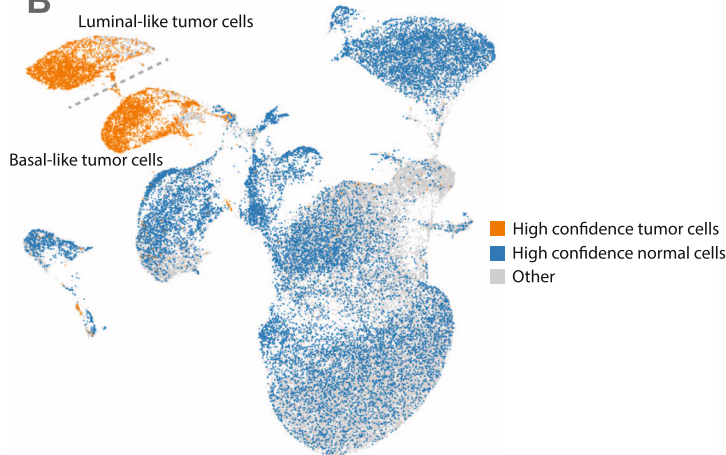 B
Luminal-like tumor cells
Basal-like tumor cells
High confidence tumor cells
High confidence normal cells
Other